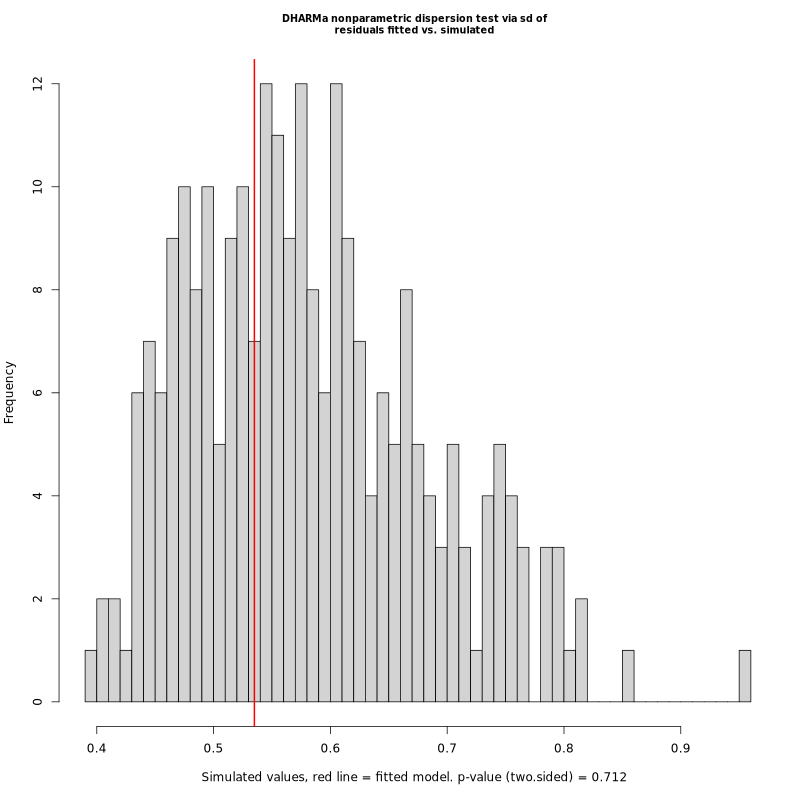 DHARMa nonparametric dispersion test via sd of
residuals fitted vs. simulated
Frequency
12
10
8
6
4
2
0
0.4 0.5 0.6 0.7 0.8 0.9
Simulated values, red line = fitted model. p-value (two.sided) = 0.712